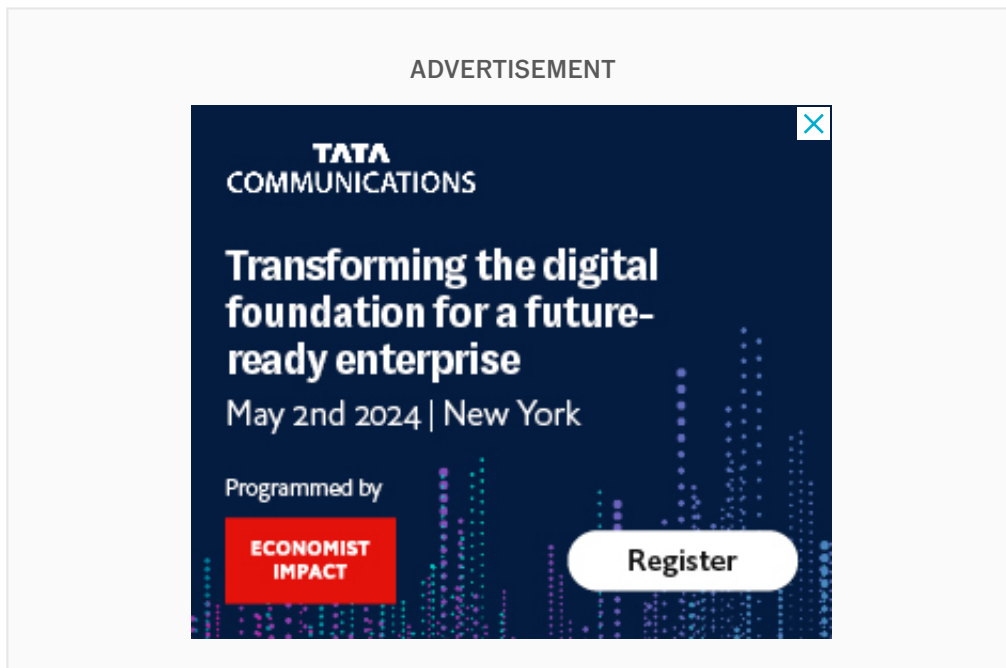 ADVERTISEMENT
TATA
COMMUNICATIONS
Transforming the digital
foundation for a future-
ready enterprise
May 2nd 2024 | New York
Programmed by
ECONOMIST
IMPACT
Register